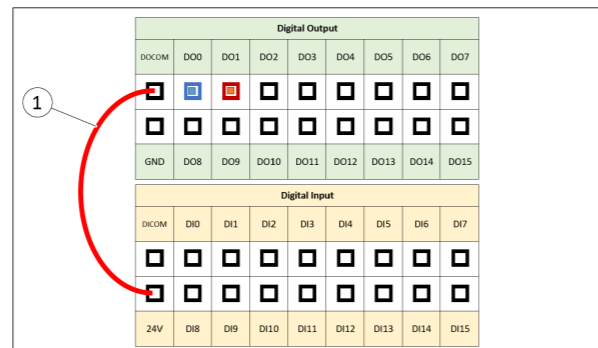 Digital Output
DOCOM DO0 DO1 DO2 DO3 DO4 DO5 DO6 DO7
1
GND DO8 DO9 DO10 DO11 DO12 DO13 DO14 DO15
Digital Input
DICOM DI0 DI1 DI2 DI3 DI4 DI5 DI6 DI7
24V DI8 DI9 DI10 DI11 DI12 DI13 DI14 DI15